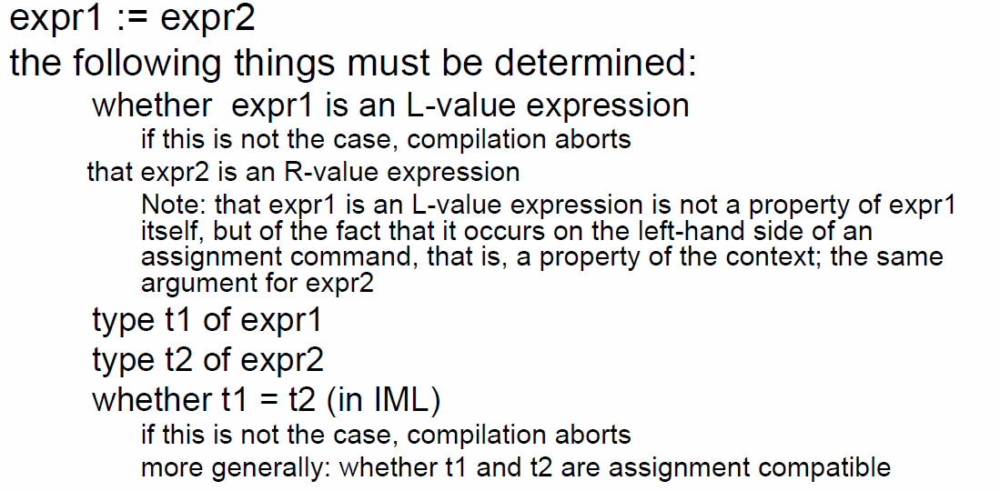 expr1 := expr2
the following things must be determined:
whether expr1 is an L-value expression
if this is not the case, compilation aborts
that expr2 is an R-value expression
Note: that expr1 is an L-value expression is not a property of expr1
itself, but of the fact that it occurs on the left-hand side of an
assignment command, that is, a property of the context; the same
argument for expr2
type t1 of expr1
type t2 of expr2
whether t1 = t2 (in IML)
if this is not the case, compilation aborts
more generally: whether t1 and t2 are assignment compatible